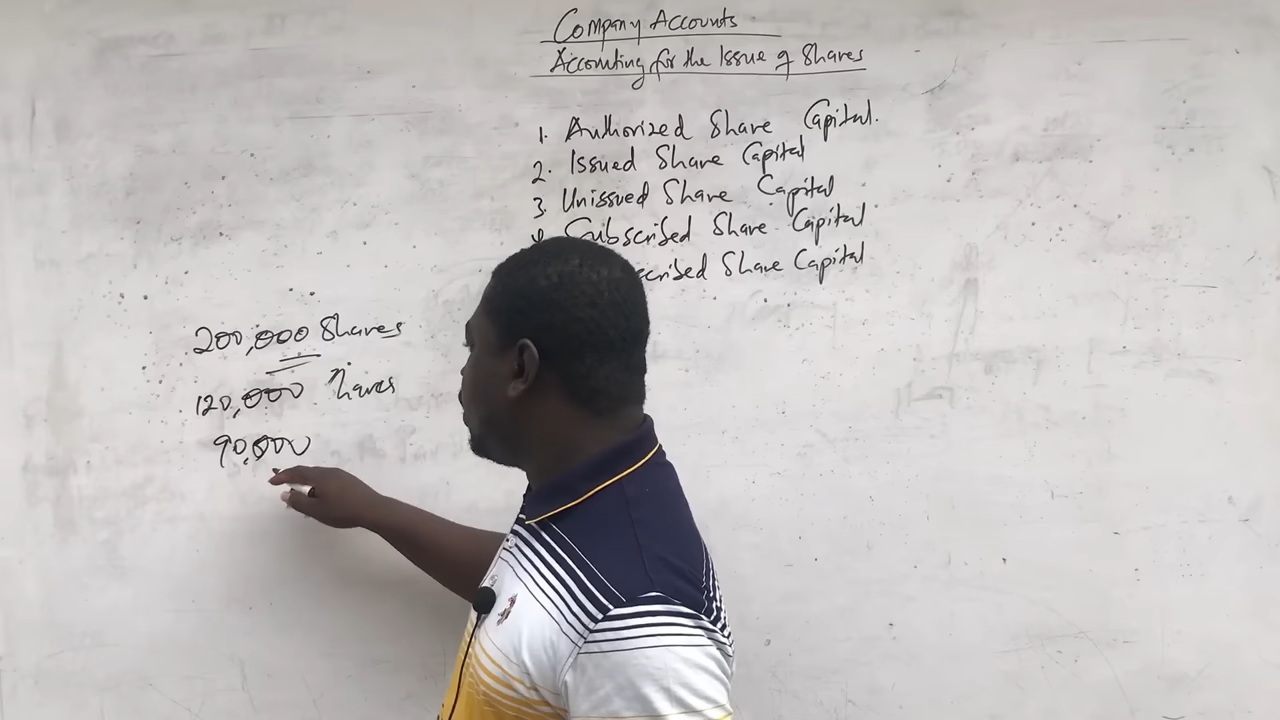 Company Accounts
Accounting for the Issue of Shares
1. Authorized Share Capital.
2. Issued Share Capital
3. Unissued Share Capital
Subscribed Share Capital
Share Capital
200,000 Shares
120,000 Shares
90,000